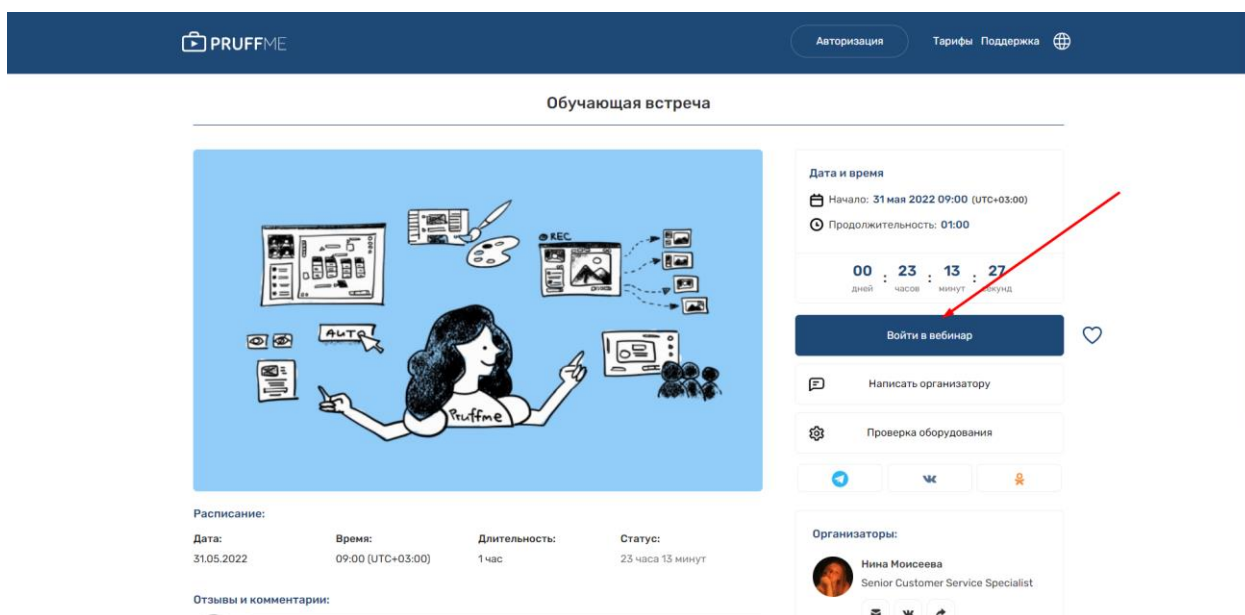 PRUFFME
Авторизация
Тарифы
Поддержка
Обучающая встреча
REC
AUTO
Pruffme
Дата и время
Начало: 31 мая 2022 09:00 (UTC+03:00)
Продолжительность: 01:00
00 : 23 : 13 : 27
дней часов минут секунд
Войти в вебинар
Написать организатору
Проверка оборудования
Расписание:
Дата: Время: Длительность: Статус:
31.05.2022 09:00 (UTC+03:00) 1 час 23 часа 13 минут
Отзывы и комментарии:
Организаторы:
Нина Моисеева
Senior Customer Service Specialist